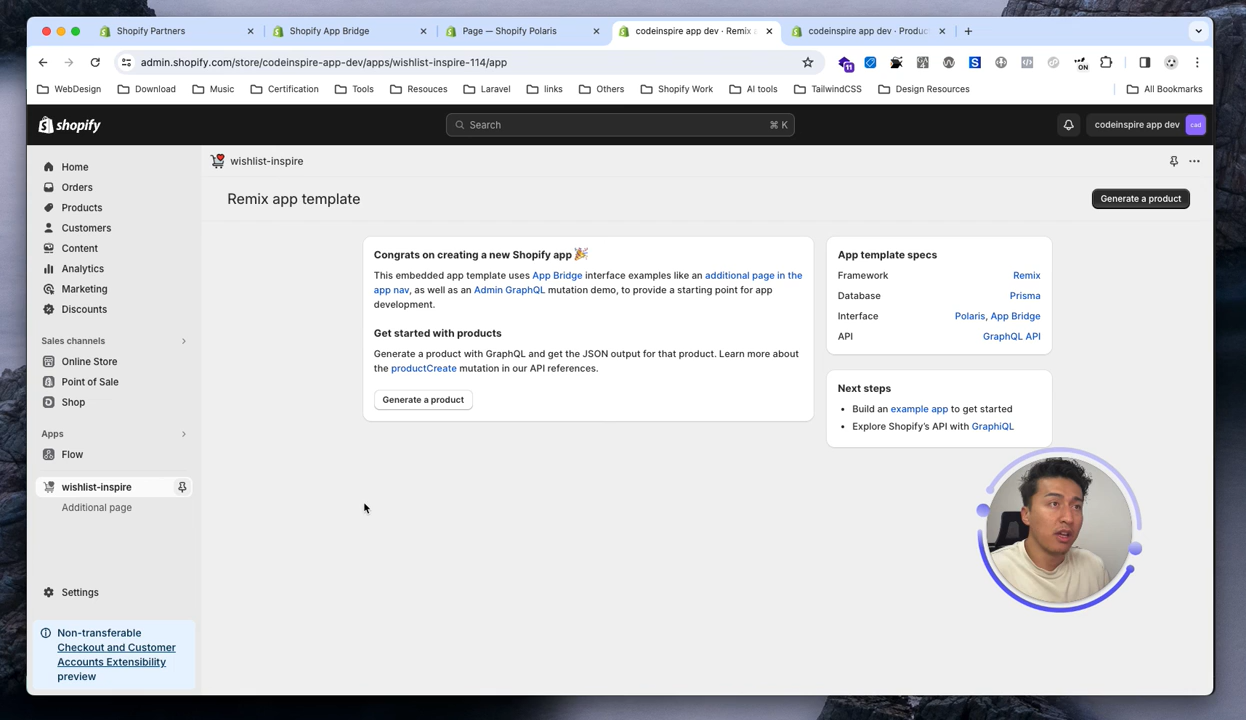 Shopify Partners
Shopify App Bridge
Page — Shopify Polaris
codeinspire app dev · Remix
codeinspire app dev · Produc
admin.shopify.com/store/codeinspire-app-dev/apps/wishlist-inspire-114/app
11
ON
WebDesign
Download
Music
Certification
Tools
Resouces
Laravel
links
Others
Shopify Work
AI tools
TailwindCSS
Design Resources
All Bookmarks
shopify
Search
⌘ K
codeinspire app dev
cad
Home
Orders
Products
Customers
Content
Analytics
Marketing
Discounts
Sales channels
Online Store
Point of Sale
Shop
Apps
Flow
wishlist-inspire
Additional page
Settings
Non-transferable
Checkout and Customer
Accounts Extensibility
preview
wishlist-inspire
Remix app template
Generate a product
Congrats on creating a new Shopify app 🎉
This embedded app template uses App Bridge interface examples like an additional page in the
app nav, as well as an Admin GraphQL mutation demo, to provide a starting point for app
development.
Get started with products
Generate a product with GraphQL and get the JSON output for that product. Learn more about
the productCreate mutation in our API references.
Generate a product
App template specs
Framework Remix
Database Prisma
Interface Polaris, App Bridge
API GraphQL API
Next steps
• Build an example app to get started
• Explore Shopify's API with GraphiQL